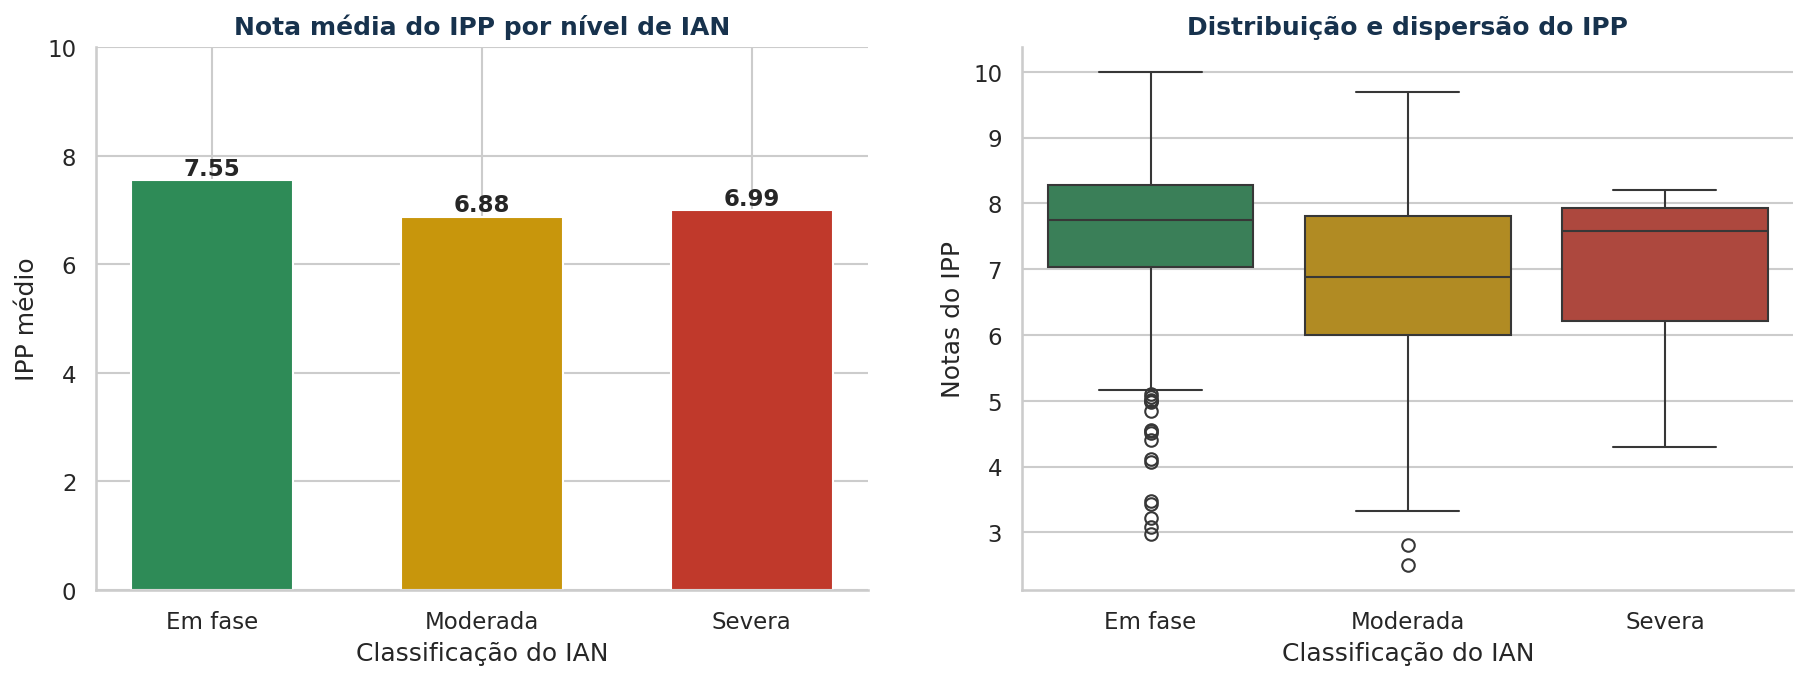 Nota média do IPP por nível de IAN
10
8
6
4
2
0
IPP médio
7.55
6.88
6.99
Em fase
Moderada
Severa
Classificação do IAN
Distribuição e dispersão do IPP
10
9
8
7
6
5
4
3
Notas do IPP
Em fase
Moderada
Severa
Classificação do IAN